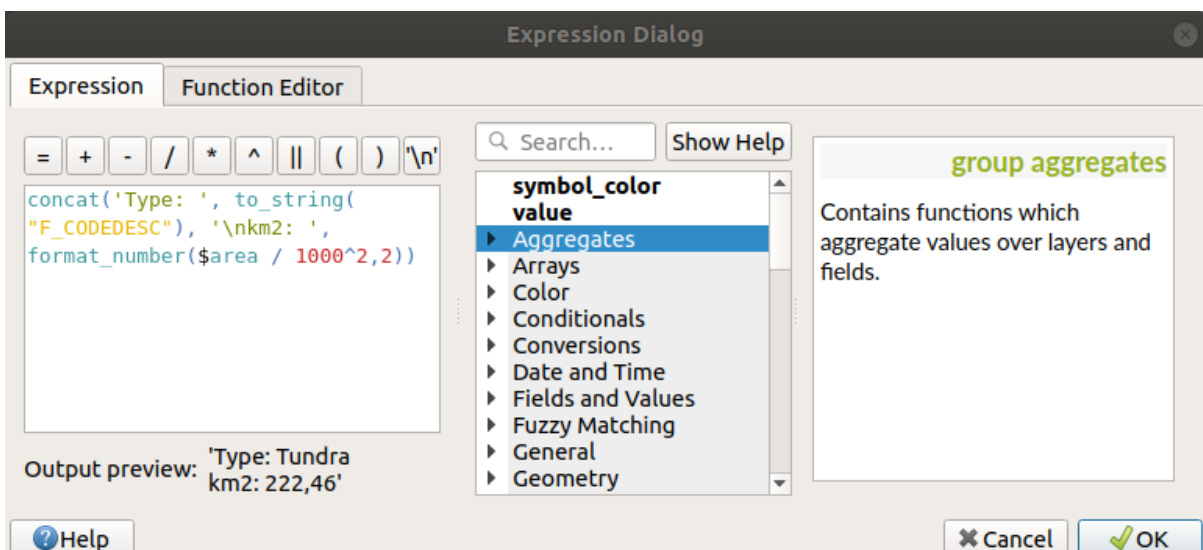 Expression Dialog
Expression
Function Editor
= + - / * ^ || ( ) '\n'
concat('Type: ', to_string(
"F_CODEDESC"), '\nkm2: ',
format_number($area / 1000^2,2))
Output preview: 'Type: Tundra
km2: 222,46'
Search...
Show Help
symbol_color
value
Aggregates
Arrays
Color
Conditionals
Conversions
Date and Time
Fields and Values
Fuzzy Matching
General
Geometry
group aggregates
Contains functions which
aggregate values over layers and
fields.
Help
Cancel
OK